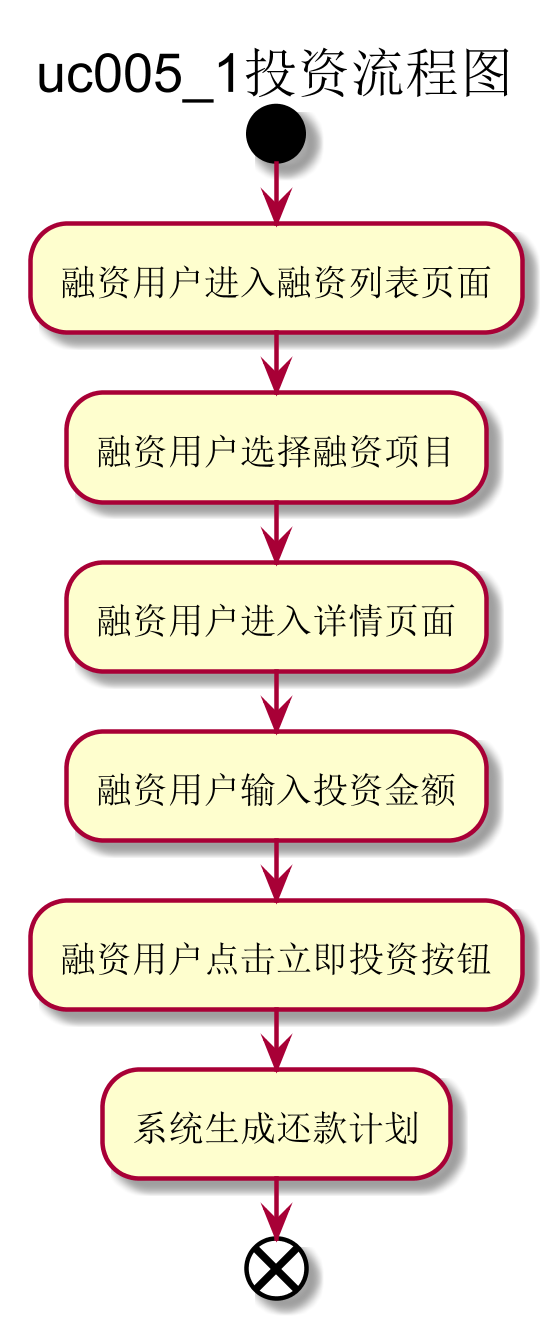 uc005_1投资流程图
融资用户进入融资列表页面
融资用户选择融资项目
融资用户进入详情页面
融资用户输入投资金额
融资用户点击立即投资按钮
系统生成还款计划